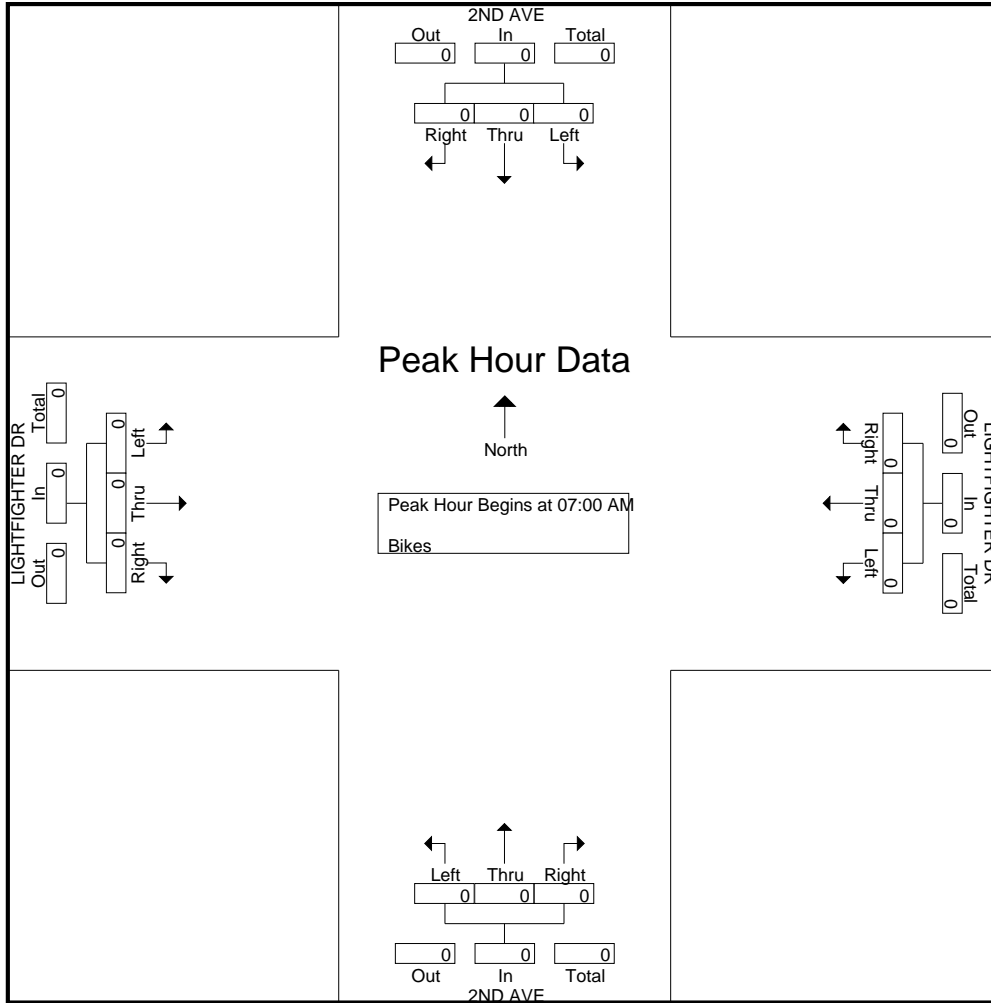 2ND AVE
Out In Total
0 0 0
0 0 0
Right Thru Left
Peak Hour Data
North
Peak Hour Begins at 07:00 AM
Bikes
LIGHTFIGHTER DR
Out In Total
0 0 0
0 0 0
Right Thru Left
LIGHTFIGHTER DR
Out In Total
0 0 0
0 0 0
Right Thru Left
Left Thru Right
0 0 0
0 0 0
Out In Total
2ND AVE